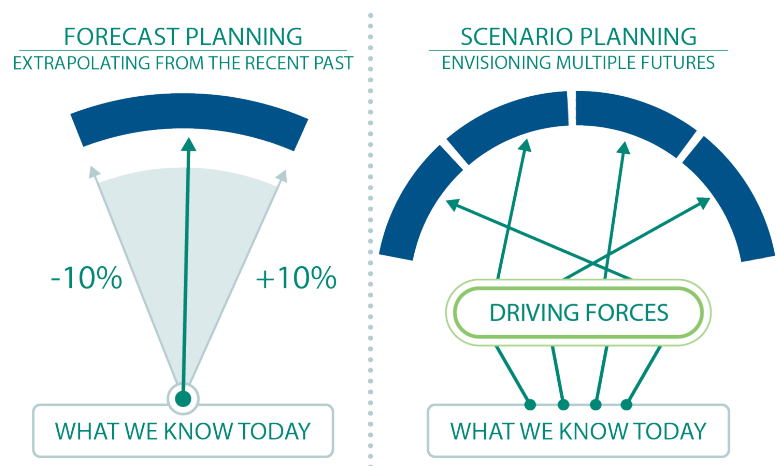 FORECAST PLANNING
EXTRAPOLATING FROM THE RECENT PAST
-10%
+10%
WHAT WE KNOW TODAY
SCENARIO PLANNING
ENVISIONING MULTIPLE FUTURES
DRIVING FORCES
WHAT WE KNOW TODAY